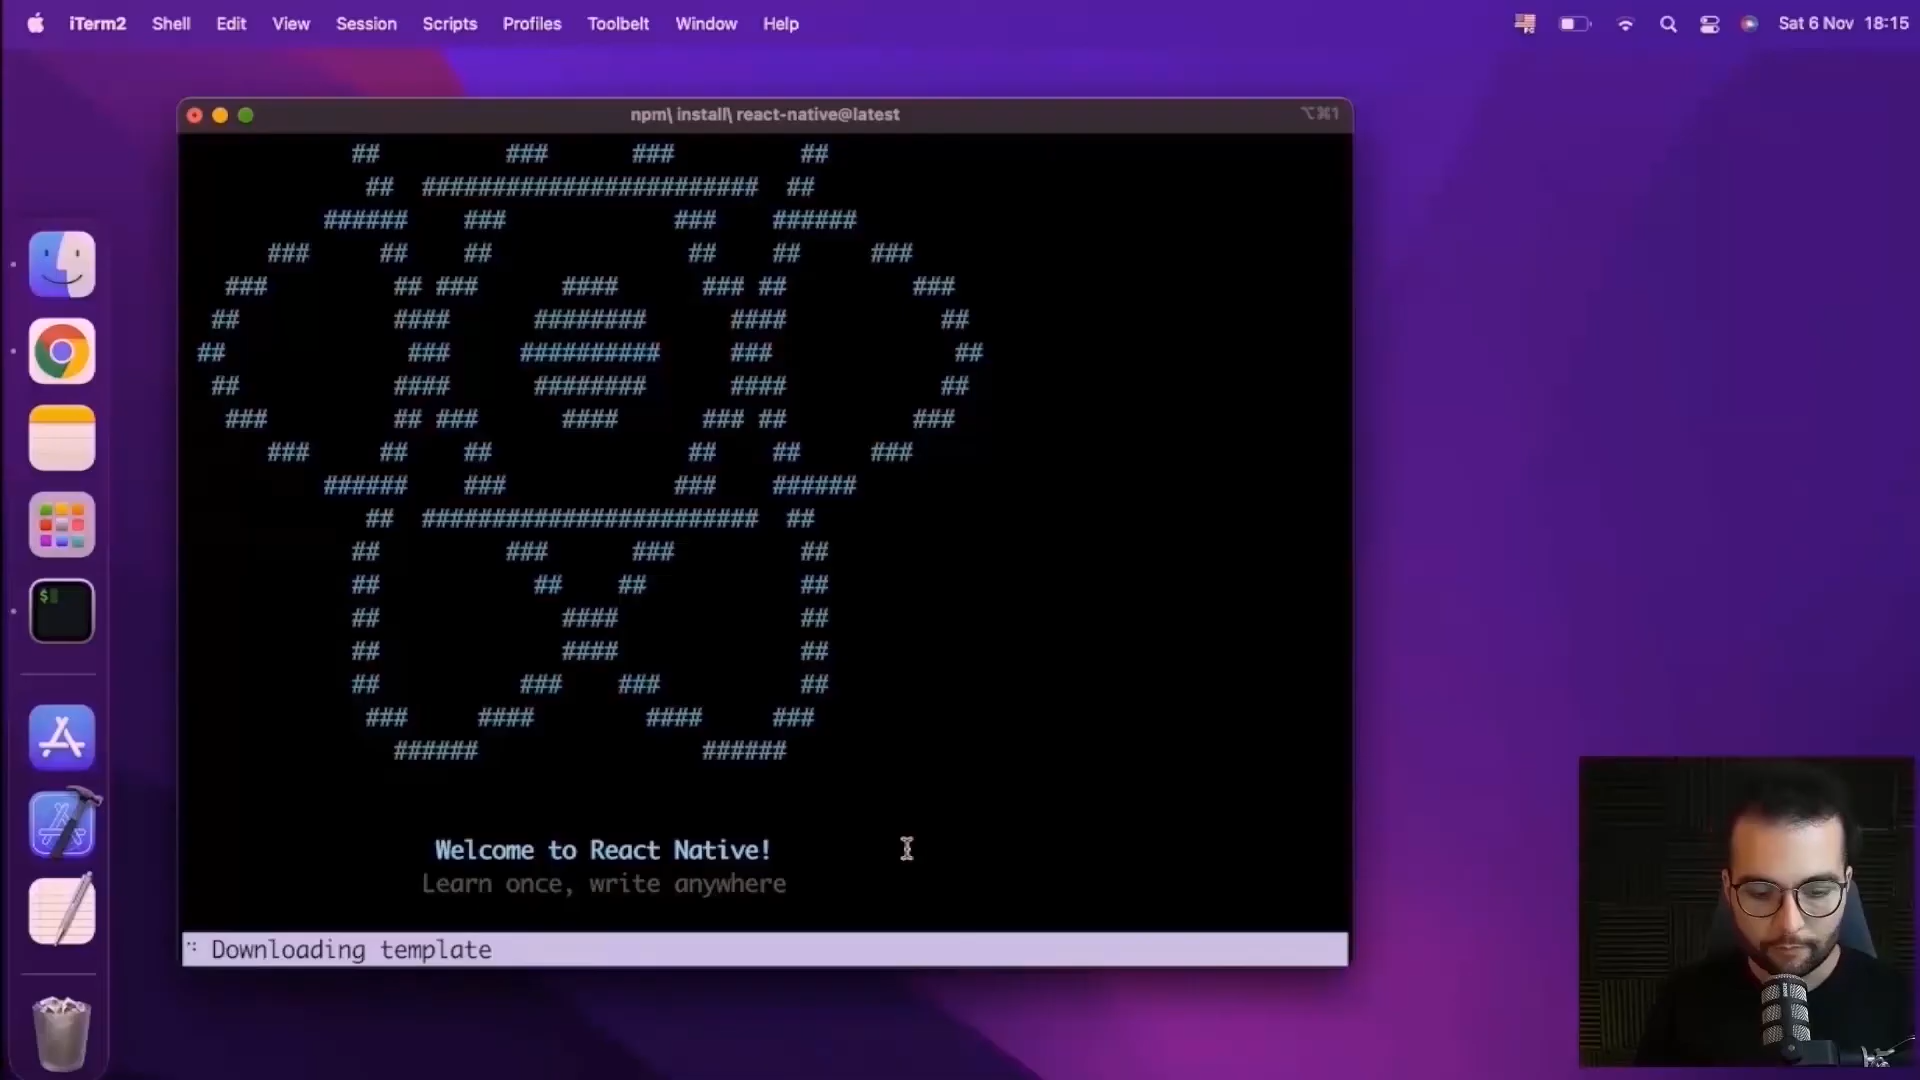 iTerm2 Shell Edit View Session Scripts Profiles Toolbelt Window Help Sat 6 Nov 18:15
npm\ install\ react-native@latest ⌥⌘1
## ### ### ##
## ######################## ##
###### ### ### ######
### ## ## ## ## ###
### ## ### #### ### ## ###
## #### ######## #### ##
## ### ########## ### ##
## #### ######## #### ##
### ## ### #### ### ## ###
### ## ## ## ## ###
###### ### ### ######
## ######################## ##
## ### ### ##
## ## ## ##
## #### ##
## #### ##
## ### ### ##
### #### #### ###
###### ######
$
Welcome to React Native!
Learn once, write anywhere
Downloading template